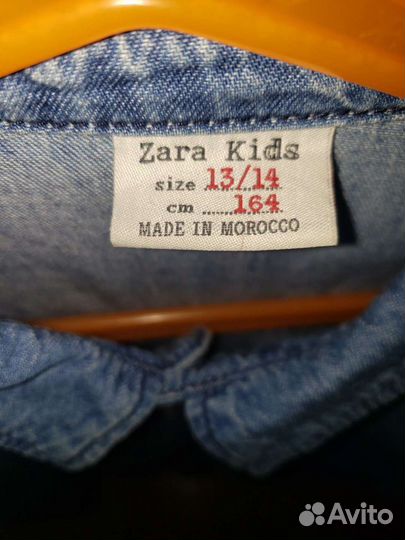 Zara Kids
size 13/14
cm 164
MADE IN MOROCCO
Avito